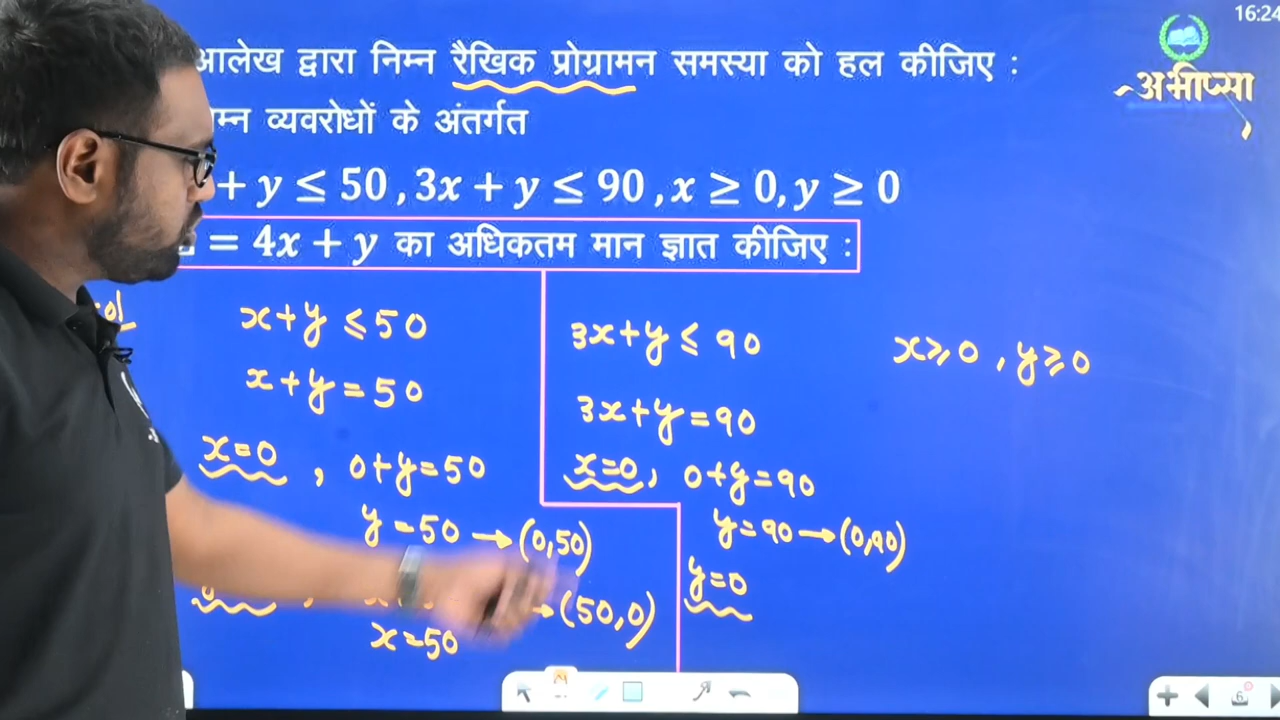 16:24
अभीप्सा
आलेख द्वारा निम्न रैखिक प्रोग्रामन समस्या को हल कीजिए :
व्यवरोधों के अंतर्गत
+ y ≤ 50 , 3x + y ≤ 90 , x ≥ 0, y ≥ 0
= 4x + y का अधिकतम मान ज्ञात कीजिए :
x+y ≤ 50
x+y = 50
x=0 , 0+y=50
y=50 → (0,50)
→ (50,0)
x=50
3x+y ≤ 90
3x+y=90
x=0, 0+y=90
y=90 → (0,90)
y=0
x≥0 , y≥0